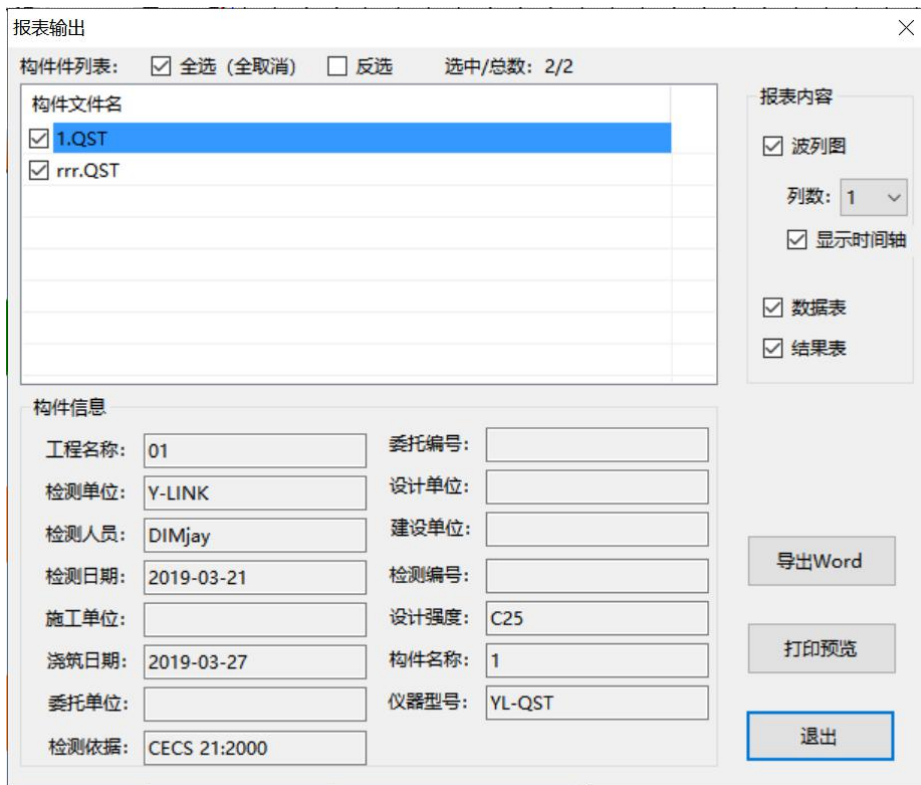 报表输出
构件件列表： 全选（全取消） 反选 选中/总数：2/2
构件文件名
1.QST
rrr.QST
报表内容
波列图
列数： 1
显示时间轴
数据表
结果表
构件信息
工程名称： 01
委托编号：
检测单位： Y-LINK
设计单位：
检测人员： DIMjay
建设单位：
检测日期： 2019-03-21
检测编号：
施工单位：
设计强度： C25
浇筑日期： 2019-03-27
构件名称： 1
委托单位：
仪器型号： YL-QST
检测依据： CECS 21:2000
导出Word
打印预览
退出